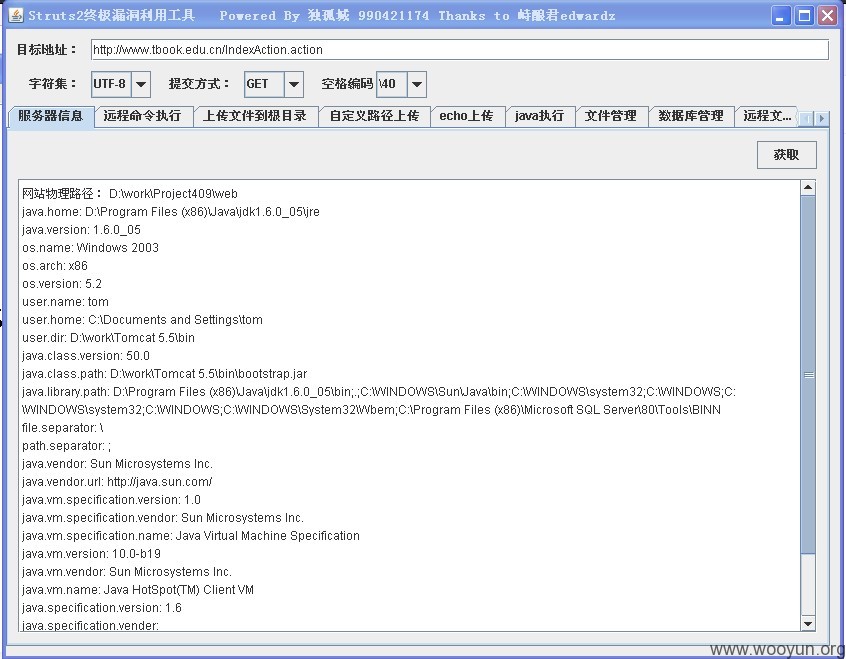 Struts2终极漏洞利用工具 Powered By 独孤城 990421174 Thanks to 峙酿君edwardz
目标地址： http://www.tbook.edu.cn/IndexAction.action
字符集： UTF-8 提交方式： GET 空格编码 \40
服务器信息 远程命令执行 上传文件到根目录 自定义路径上传 echo上传 java执行 文件管理 数据库管理 远程文...
获取
网站物理路径： D:\work\Project409\web
java.home: D:\Program Files (x86)\Java\jdk1.6.0_05\jre
java.version: 1.6.0_05
os.name: Windows 2003
os.arch: x86
os.version: 5.2
user.name: tom
user.home: C:\Documents and Settings\tom
user.dir: D:\work\Tomcat 5.5\bin
java.class.version: 50.0
java.class.path: D:\work\Tomcat 5.5\bin\bootstrap.jar
java.library.path: D:\Program Files (x86)\Java\jdk1.6.0_05\bin;.;C:\WINDOWS\Sun\Java\bin;C:\WINDOWS\system32;C:\WINDOWS;C:
\WINDOWS\system32;C:\WINDOWS;C:\WINDOWS\System32\Wbem;C:\Program Files (x86)\Microsoft SQL Server\80\Tools\BINN
file.separator: \
path.separator: ;
java.vendor: Sun Microsystems Inc.
java.vendor.url: http://java.sun.com/
java.vm.specification.version: 1.0
java.vm.specification.vendor: Sun Microsystems Inc.
java.vm.specification.name: Java Virtual Machine Specification
java.vm.version: 10.0-b19
java.vm.vendor: Sun Microsystems Inc.
java.vm.name: Java HotSpot(TM) Client VM
java.specification.version: 1.6
java.specification.vender:
www.wooyun.org